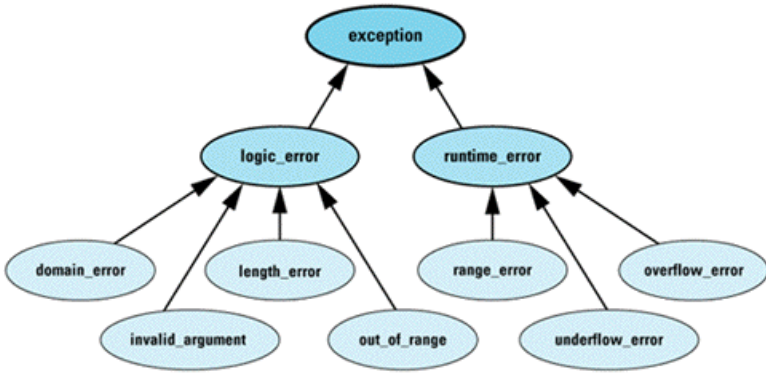 exception
logic_error
runtime_error
domain_error
length_error
range_error
overflow_error
invalid_argument
out_of_range
underflow_error